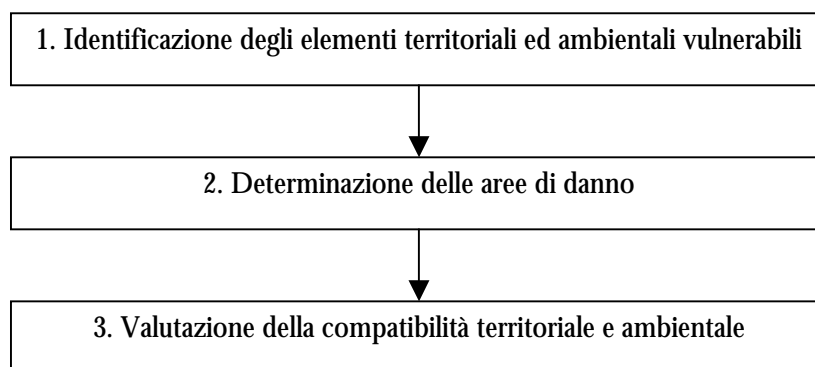 1. Identificazione degli elementi territoriali ed ambientali vulnerabili
2. Determinazione delle aree di danno
3. Valutazione della compatibilità territoriale e ambientale